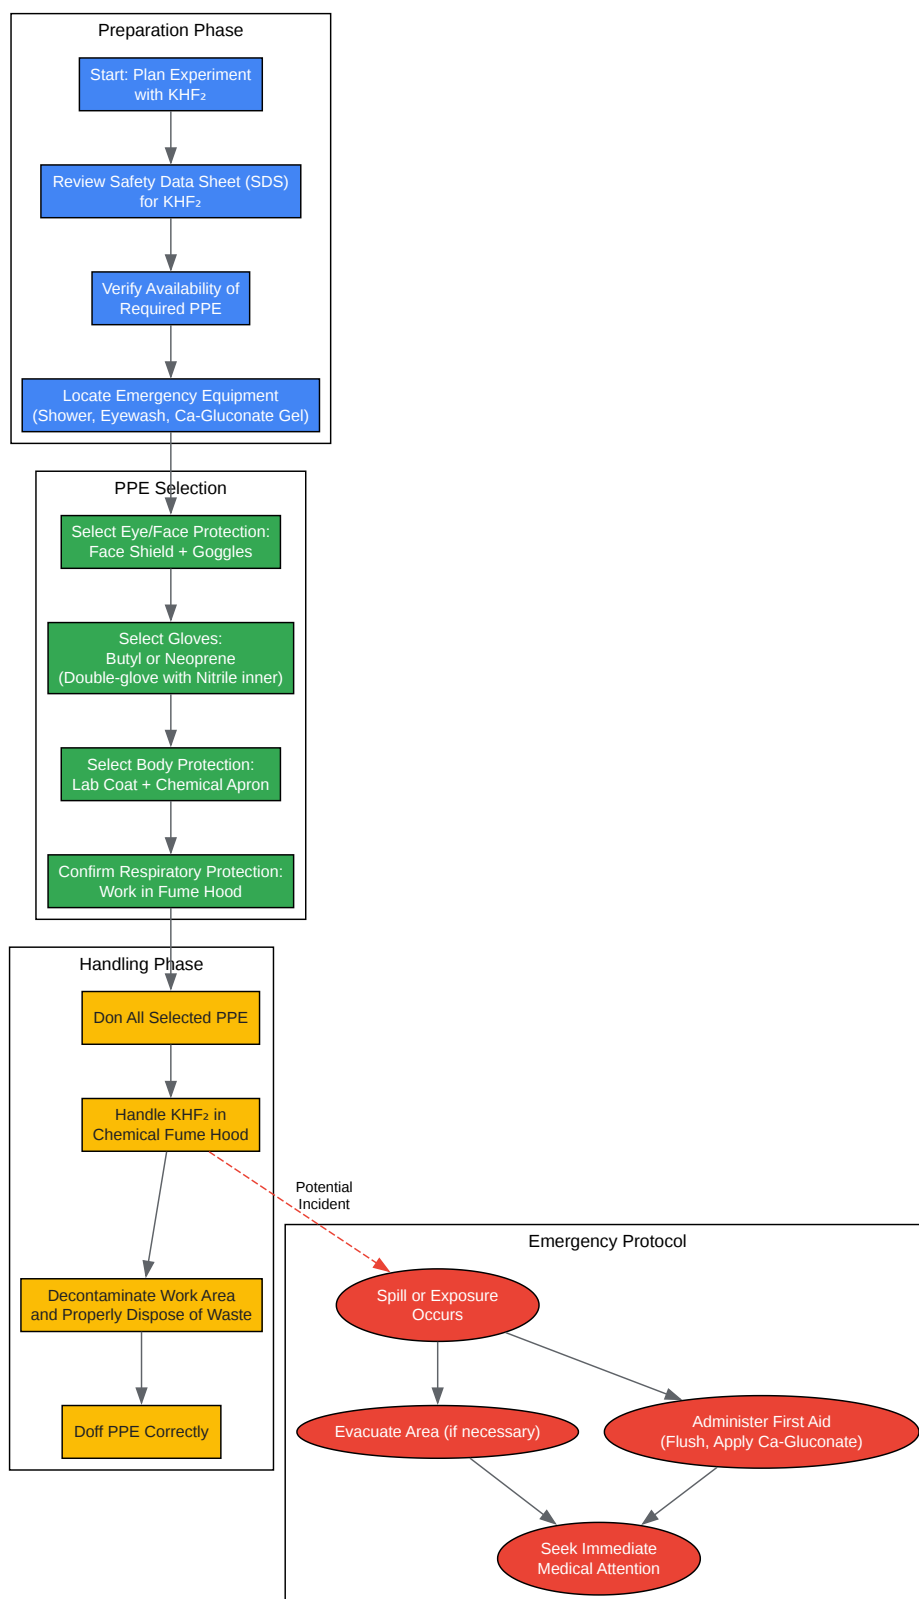 Preparation Phase
Start: Plan Experiment
with KHF₂
Review Safety Data Sheet (SDS)
for KHF₂
Verify Availability of
Required PPE
Locate Emergency Equipment
(Shower, Eyewash, Ca-Gluconate Gel)
PPE Selection
Select Eye/Face Protection:
Face Shield + Goggles
Select Gloves:
Butyl or Neoprene
(Double-glove with Nitrile inner)
Select Body Protection:
Lab Coat + Chemical Apron
Confirm Respiratory Protection:
Work in Fume Hood
Handling Phase
Don All Selected PPE
Handle KHF₂ in
Chemical Fume Hood
Potential
Incident
Decontaminate Work Area
and Properly Dispose of Waste
Doff PPE Correctly
Emergency Protocol
Spill or Exposure
Occurs
Evacuate Area (if necessary)
Administer First Aid
(Flush, Apply Ca-Gluconate)
Seek Immediate
Medical Attention